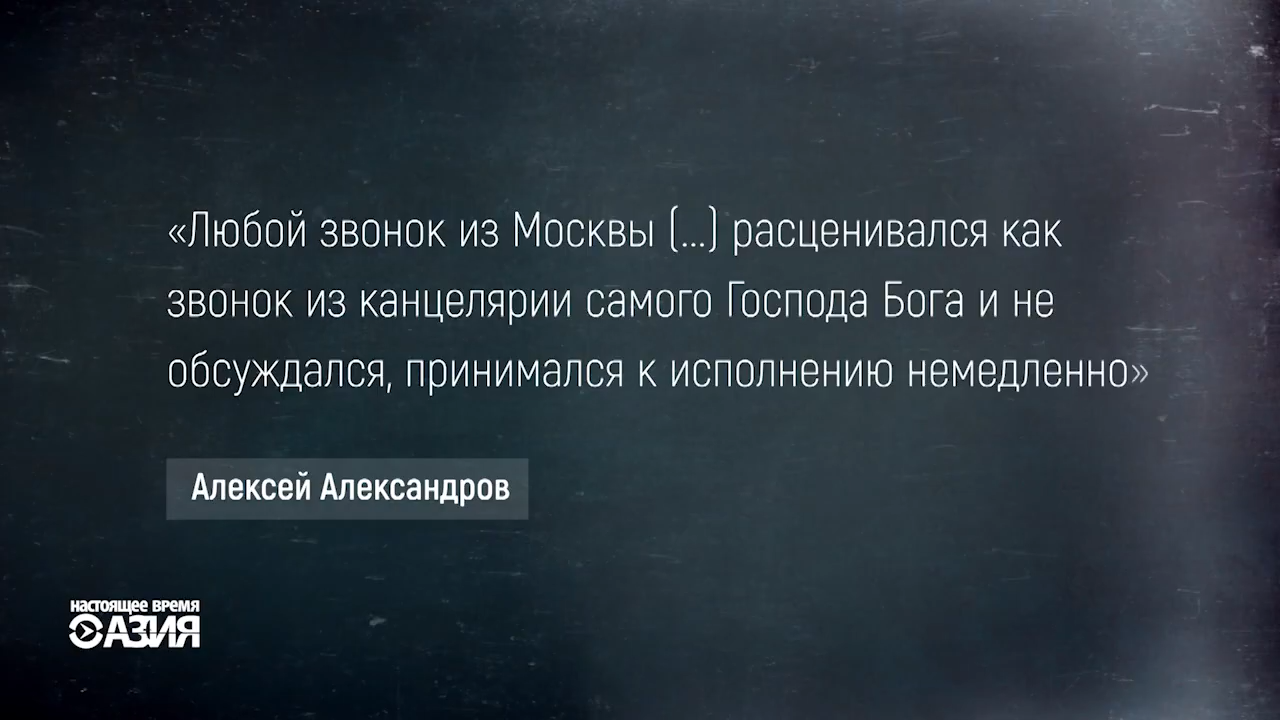 «Любой звонок из Москвы (...) расценивался как
звонок из канцелярии самого Господа Бога и не
обсуждался, принимался к исполнению немедленно»
Алексей Александров
НАСТОЯЩЕЕ ВРЕМЯ
АЗИЯ